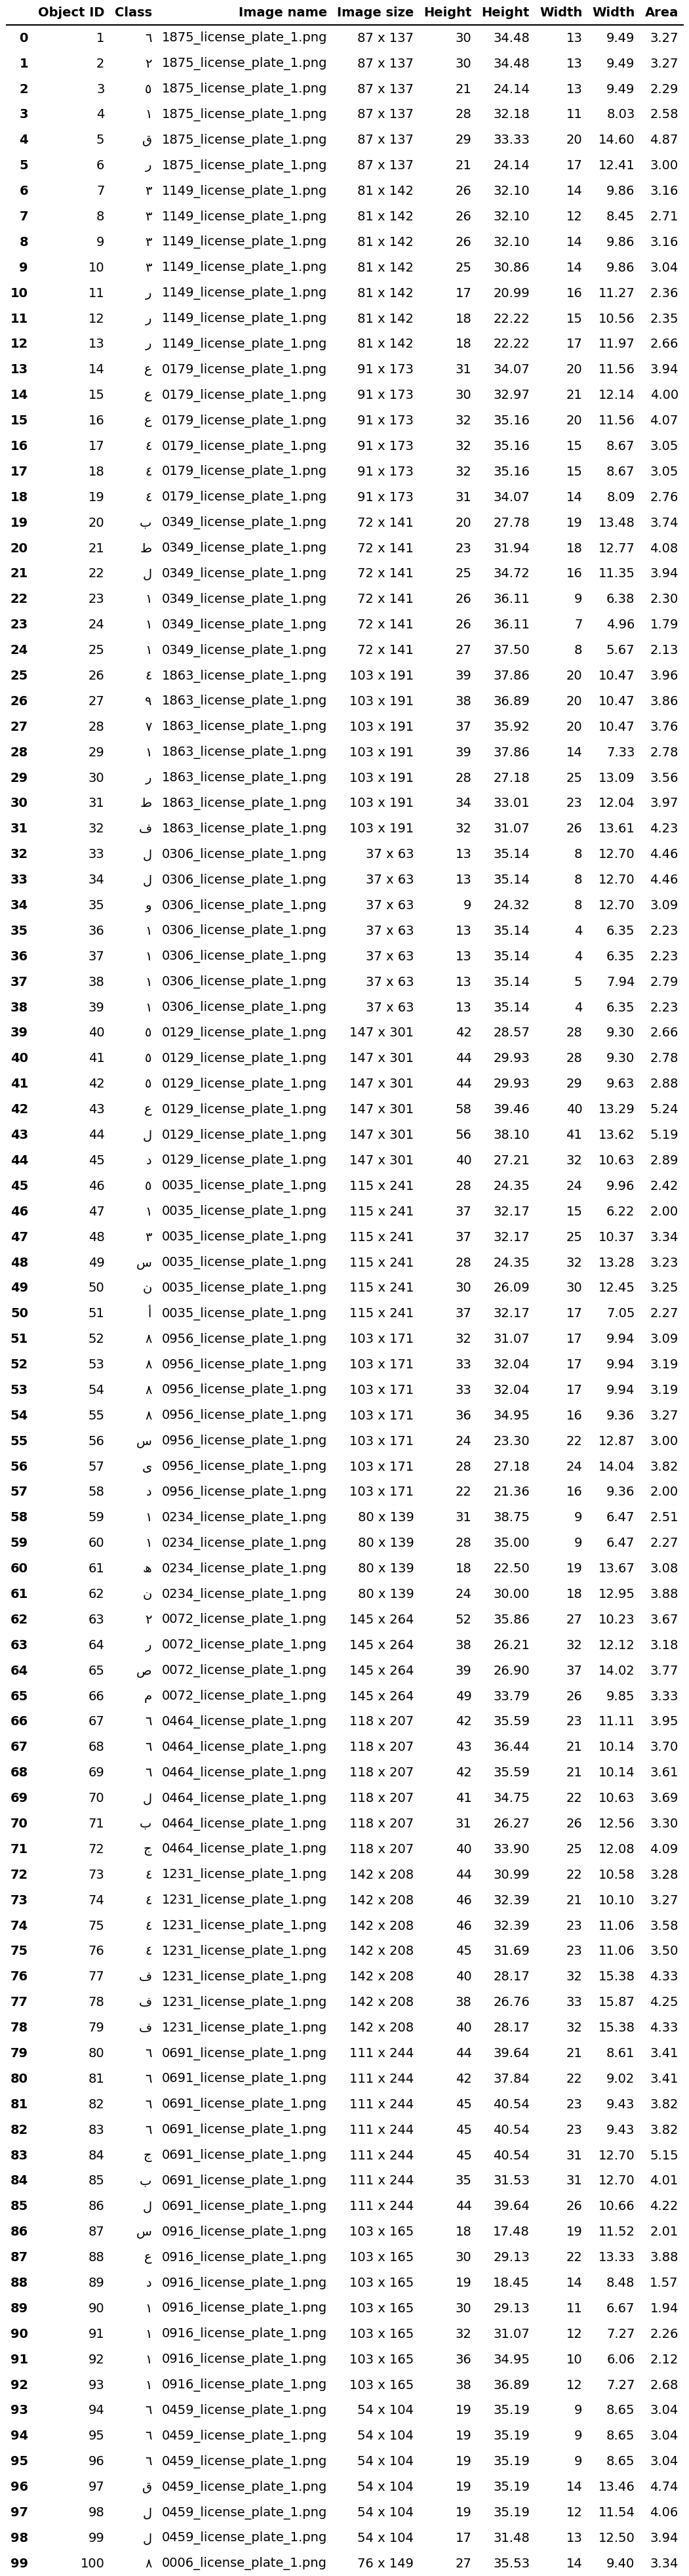 Object ID Class Image name Image size Height Height Width Width Area
0 1 ٦ 1875_license_plate_1.png 87 x 137 30 34.48 13 9.49 3.27
1 2 ٢ 1875_license_plate_1.png 87 x 137 30 34.48 13 9.49 3.27
2 3 ٥ 1875_license_plate_1.png 87 x 137 21 24.14 13 9.49 2.29
3 4 ١ 1875_license_plate_1.png 87 x 137 28 32.18 11 8.03 2.58
4 5 ق 1875_license_plate_1.png 87 x 137 29 33.33 20 14.60 4.87
5 6 ر 1875_license_plate_1.png 87 x 137 21 24.14 17 12.41 3.00
6 7 ٣ 1149_license_plate_1.png 81 x 142 26 32.10 14 9.86 3.16
7 8 ٣ 1149_license_plate_1.png 81 x 142 26 32.10 12 8.45 2.71
8 9 ٣ 1149_license_plate_1.png 81 x 142 26 32.10 14 9.86 3.16
9 10 ٣ 1149_license_plate_1.png 81 x 142 25 30.86 14 9.86 3.04
10 11 ر 1149_license_plate_1.png 81 x 142 17 20.99 16 11.27 2.36
11 12 ر 1149_license_plate_1.png 81 x 142 18 22.22 15 10.56 2.35
12 13 ر 1149_license_plate_1.png 81 x 142 18 22.22 17 11.97 2.66
13 14 ع 0179_license_plate_1.png 91 x 173 31 34.07 20 11.56 3.94
14 15 ع 0179_license_plate_1.png 91 x 173 30 32.97 21 12.14 4.00
15 16 ع 0179_license_plate_1.png 91 x 173 32 35.16 20 11.56 4.07
16 17 ٤ 0179_license_plate_1.png 91 x 173 32 35.16 15 8.67 3.05
17 18 ٤ 0179_license_plate_1.png 91 x 173 32 35.16 15 8.67 3.05
18 19 ٤ 0179_license_plate_1.png 91 x 173 31 34.07 14 8.09 2.76
19 20 ب 0349_license_plate_1.png 72 x 141 20 27.78 19 13.48 3.74
20 21 ط 0349_license_plate_1.png 72 x 141 23 31.94 18 12.77 4.08
21 22 ل 0349_license_plate_1.png 72 x 141 25 34.72 16 11.35 3.94
22 23 ١ 0349_license_plate_1.png 72 x 141 26 36.11 9 6.38 2.30
23 24 ١ 0349_license_plate_1.png 72 x 141 26 36.11 7 4.96 1.79
24 25 ١ 0349_license_plate_1.png 72 x 141 27 37.50 8 5.67 2.13
25 26 ٤ 1863_license_plate_1.png 103 x 191 39 37.86 20 10.47 3.96
26 27 ٩ 1863_license_plate_1.png 103 x 191 38 36.89 20 10.47 3.86
27 28 ٧ 1863_license_plate_1.png 103 x 191 37 35.92 20 10.47 3.76
28 29 ١ 1863_license_plate_1.png 103 x 191 39 37.86 14 7.33 2.78
29 30 ر 1863_license_plate_1.png 103 x 191 28 27.18 25 13.09 3.56
30 31 ط 1863_license_plate_1.png 103 x 191 34 33.01 23 12.04 3.97
31 32 ف 1863_license_plate_1.png 103 x 191 32 31.07 26 13.61 4.23
32 33 ل 0306_license_plate_1.png 37 x 63 13 35.14 8 12.70 4.46
33 34 ل 0306_license_plate_1.png 37 x 63 13 35.14 8 12.70 4.46
34 35 و 0306_license_plate_1.png 37 x 63 9 24.32 8 12.70 3.09
35 36 ١ 0306_license_plate_1.png 37 x 63 13 35.14 4 6.35 2.23
36 37 ١ 0306_license_plate_1.png 37 x 63 13 35.14 4 6.35 2.23
37 38 ١ 0306_license_plate_1.png 37 x 63 13 35.14 5 7.94 2.79
38 39 ١ 0306_license_plate_1.png 37 x 63 13 35.14 4 6.35 2.23
39 40 ٥ 0129_license_plate_1.png 147 x 301 42 28.57 28 9.30 2.66
40 41 ٥ 0129_license_plate_1.png 147 x 301 44 29.93 28 9.30 2.78
41 42 ٥ 0129_license_plate_1.png 147 x 301 44 29.93 29 9.63 2.88
42 43 ع 0129_license_plate_1.png 147 x 301 58 39.46 40 13.29 5.24
43 44 ل 0129_license_plate_1.png 147 x 301 56 38.10 41 13.62 5.19
44 45 د 0129_license_plate_1.png 147 x 301 40 27.21 32 10.63 2.89
45 46 ٥ 0035_license_plate_1.png 115 x 241 28 24.35 24 9.96 2.42
46 47 ١ 0035_license_plate_1.png 115 x 241 37 32.17 15 6.22 2.00
47 48 ٣ 0035_license_plate_1.png 115 x 241 37 32.17 25 10.37 3.34
48 49 س 0035_license_plate_1.png 115 x 241 28 24.35 32 13.28 3.23
49 50 ن 0035_license_plate_1.png 115 x 241 30 26.09 30 12.45 3.25
50 51 أ 0035_license_plate_1.png 115 x 241 37 32.17 17 7.05 2.27
51 52 ٨ 0956_license_plate_1.png 103 x 171 32 31.07 17 9.94 3.09
52 53 ٨ 0956_license_plate_1.png 103 x 171 33 32.04 17 9.94 3.19
53 54 ٨ 0956_license_plate_1.png 103 x 171 33 32.04 17 9.94 3.19
54 55 ٨ 0956_license_plate_1.png 103 x 171 36 34.95 16 9.36 3.27
55 56 س 0956_license_plate_1.png 103 x 171 24 23.30 22 12.87 3.00
56 57 ى 0956_license_plate_1.png 103 x 171 28 27.18 24 14.04 3.82
57 58 د 0956_license_plate_1.png 103 x 171 22 21.36 16 9.36 2.00
58 59 ١ 0234_license_plate_1.png 80 x 139 31 38.75 9 6.47 2.51
59 60 ١ 0234_license_plate_1.png 80 x 139 28 35.00 9 6.47 2.27
60 61 ه 0234_license_plate_1.png 80 x 139 18 22.50 19 13.67 3.08
61 62 ن 0234_license_plate_1.png 80 x 139 24 30.00 18 12.95 3.88
62 63 ٢ 0072_license_plate_1.png 145 x 264 52 35.86 27 10.23 3.67
63 64 ر 0072_license_plate_1.png 145 x 264 38 26.21 32 12.12 3.18
64 65 ص 0072_license_plate_1.png 145 x 264 39 26.90 37 14.02 3.77
65 66 م 0072_license_plate_1.png 145 x 264 49 33.79 26 9.85 3.33
66 67 ٦ 0464_license_plate_1.png 118 x 207 42 35.59 23 11.11 3.95
67 68 ٦ 0464_license_plate_1.png 118 x 207 43 36.44 21 10.14 3.70
68 69 ٦ 0464_license_plate_1.png 118 x 207 42 35.59 21 10.14 3.61
69 70 ل 0464_license_plate_1.png 118 x 207 41 34.75 22 10.63 3.69
70 71 ب 0464_license_plate_1.png 118 x 207 31 26.27 26 12.56 3.30
71 72 ج 0464_license_plate_1.png 118 x 207 40 33.90 25 12.08 4.09
72 73 ٤ 1231_license_plate_1.png 142 x 208 44 30.99 22 10.58 3.28
73 74 ٤ 1231_license_plate_1.png 142 x 208 46 32.39 21 10.10 3.27
74 75 ٤ 1231_license_plate_1.png 142 x 208 46 32.39 23 11.06 3.58
75 76 ٤ 1231_license_plate_1.png 142 x 208 45 31.69 23 11.06 3.50
76 77 ف 1231_license_plate_1.png 142 x 208 40 28.17 32 15.38 4.33
77 78 ف 1231_license_plate_1.png 142 x 208 38 26.76 33 15.87 4.25
78 79 ف 1231_license_plate_1.png 142 x 208 40 28.17 32 15.38 4.33
79 80 ٦ 0691_license_plate_1.png 111 x 244 44 39.64 21 8.61 3.41
80 81 ٦ 0691_license_plate_1.png 111 x 244 42 37.84 22 9.02 3.41
81 82 ٦ 0691_license_plate_1.png 111 x 244 45 40.54 23 9.43 3.82
82 83 ٦ 0691_license_plate_1.png 111 x 244 45 40.54 23 9.43 3.82
83 84 ج 0691_license_plate_1.png 111 x 244 45 40.54 31 12.70 5.15
84 85 ب 0691_license_plate_1.png 111 x 244 35 31.53 31 12.70 4.01
85 86 ل 0691_license_plate_1.png 111 x 244 44 39.64 26 10.66 4.22
86 87 س 0916_license_plate_1.png 103 x 165 18 17.48 19 11.52 2.01
87 88 ع 0916_license_plate_1.png 103 x 165 30 29.13 22 13.33 3.88
88 89 د 0916_license_plate_1.png 103 x 165 19 18.45 14 8.48 1.57
89 90 ١ 0916_license_plate_1.png 103 x 165 30 29.13 11 6.67 1.94
90 91 ١ 0916_license_plate_1.png 103 x 165 32 31.07 12 7.27 2.26
91 92 ١ 0916_license_plate_1.png 103 x 165 36 34.95 10 6.06 2.12
92 93 ١ 0916_license_plate_1.png 103 x 165 38 36.89 12 7.27 2.68
93 94 ٦ 0459_license_plate_1.png 54 x 104 19 35.19 9 8.65 3.04
94 95 ٦ 0459_license_plate_1.png 54 x 104 19 35.19 9 8.65 3.04
95 96 ٦ 0459_license_plate_1.png 54 x 104 19 35.19 9 8.65 3.04
96 97 ق 0459_license_plate_1.png 54 x 104 19 35.19 14 13.46 4.74
97 98 ل 0459_license_plate_1.png 54 x 104 19 35.19 12 11.54 4.06
98 99 ل 0459_license_plate_1.png 54 x 104 17 31.48 13 12.50 3.94
99 100 ٨ 0006_license_plate_1.png 76 x 149 27 35.53 14 9.40 3.34